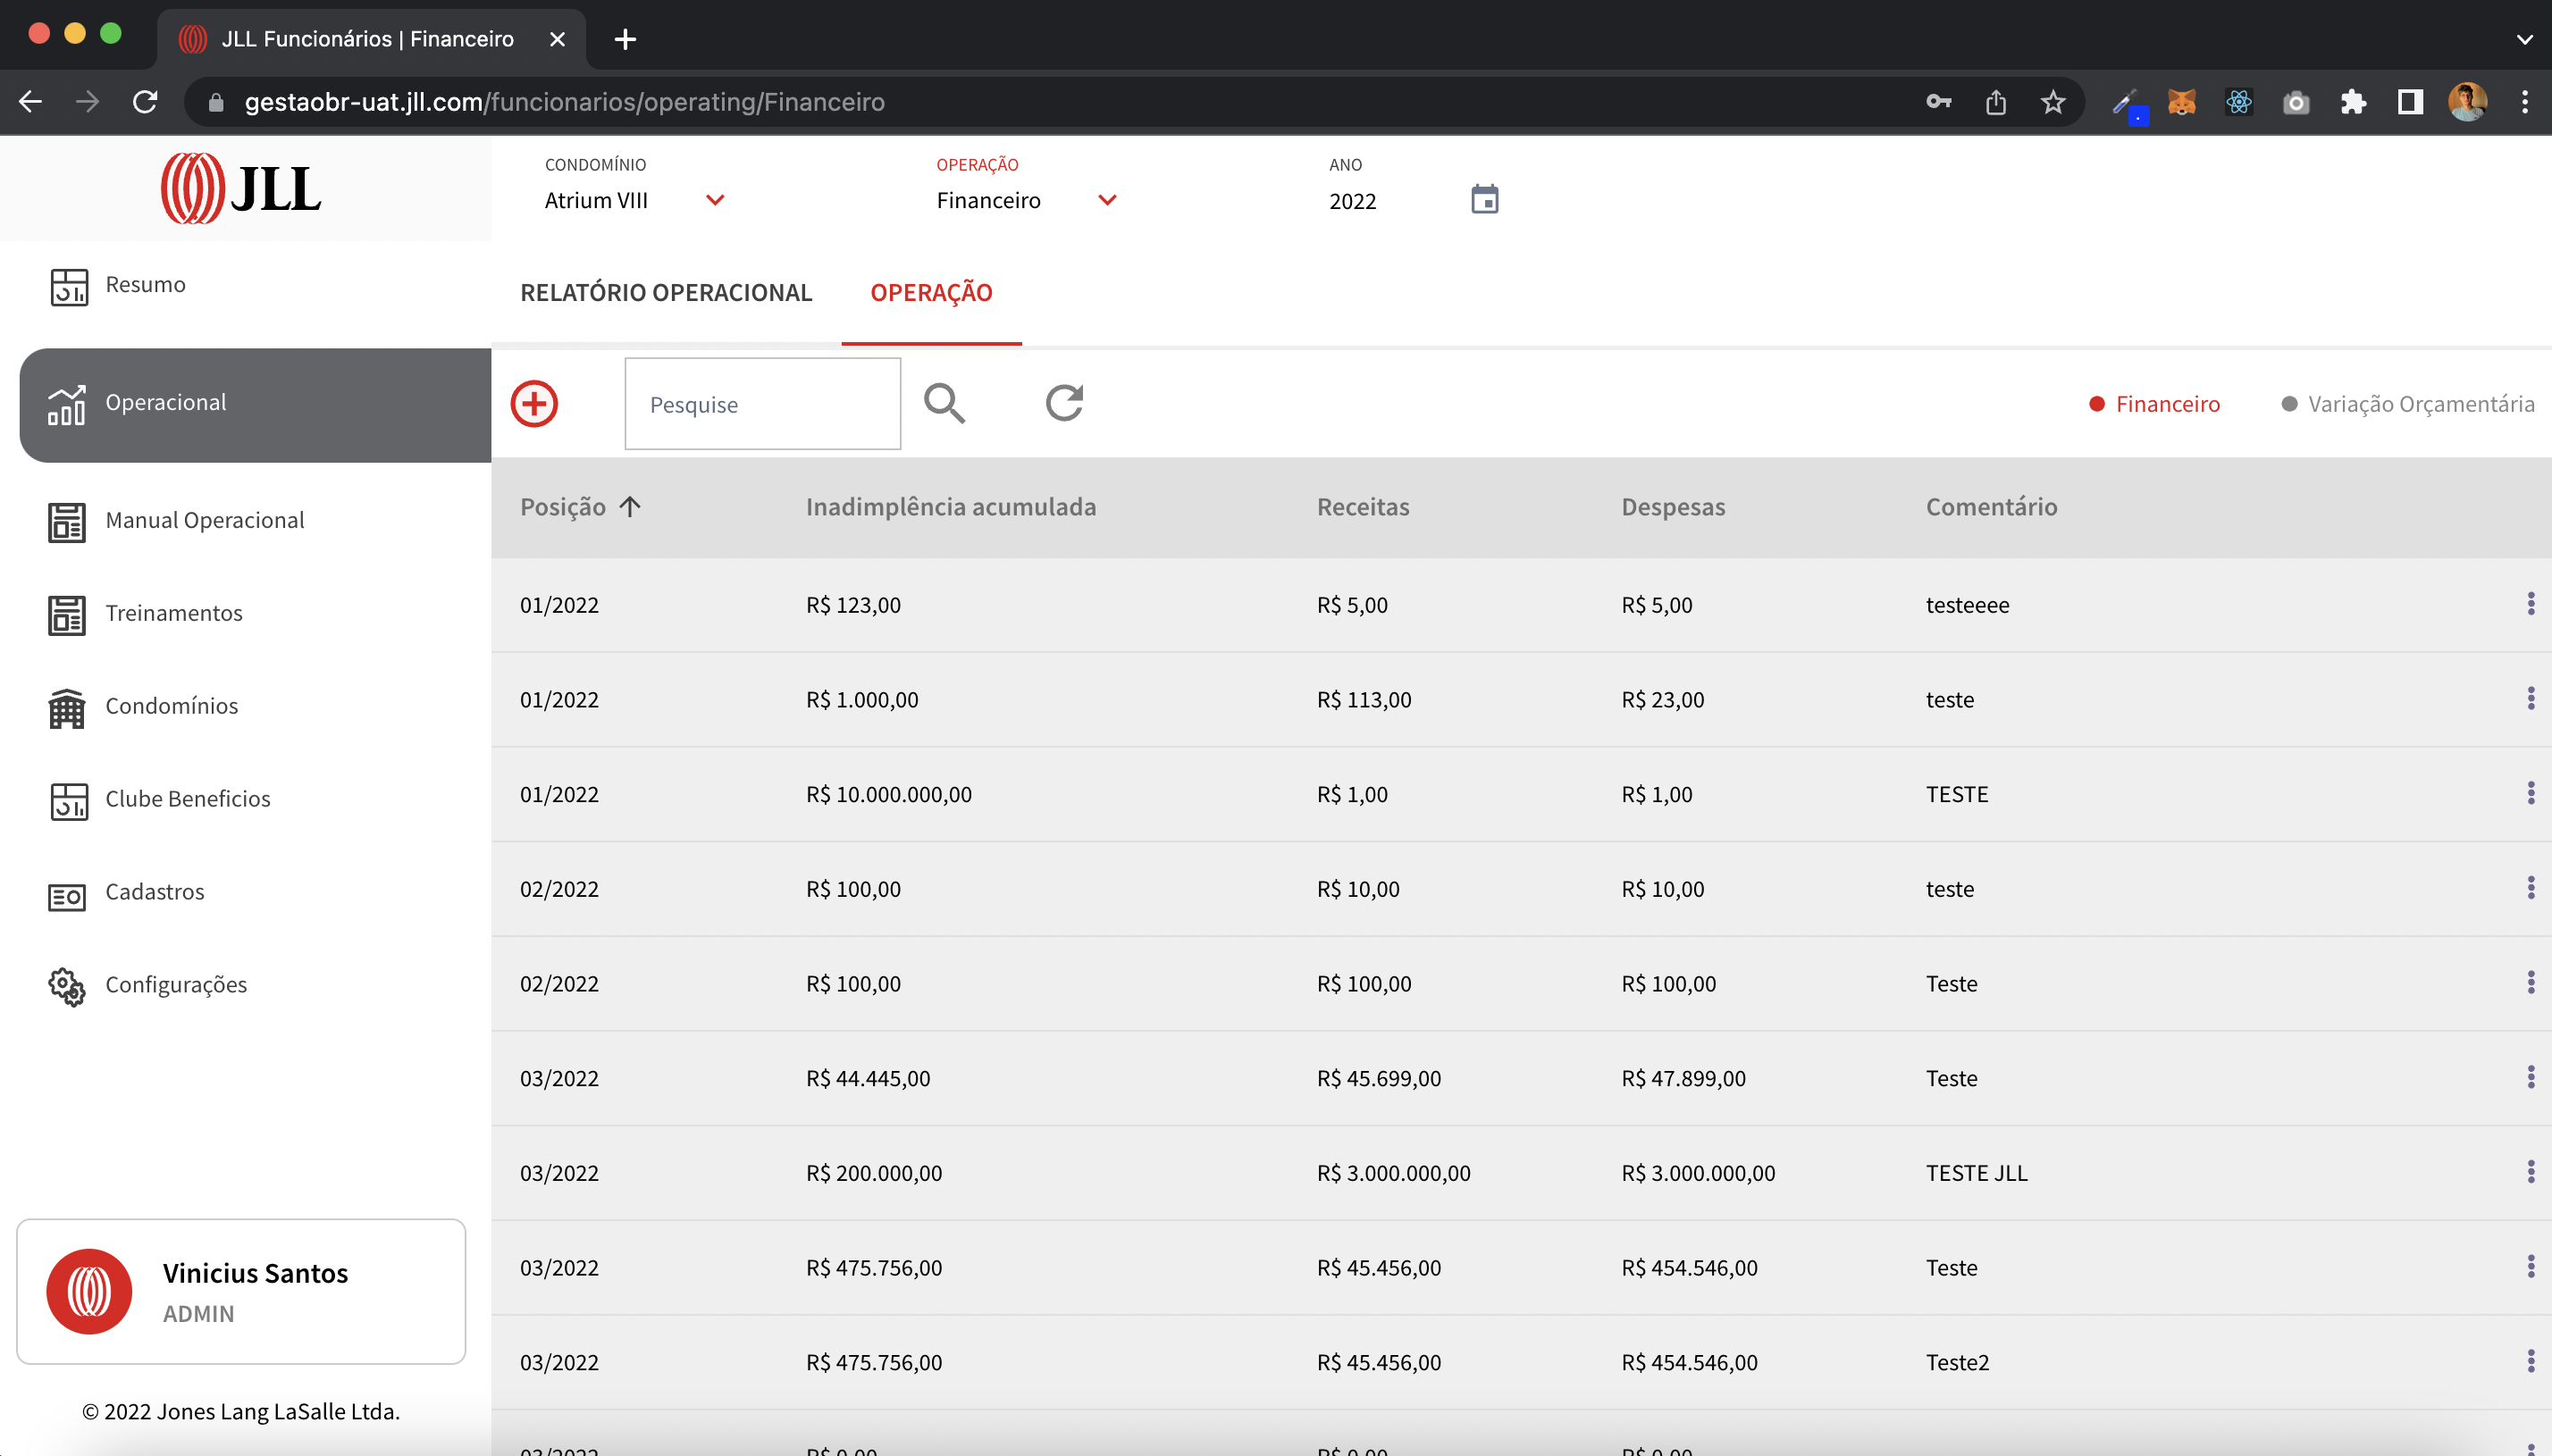 JLL Funcionários | Financeiro
gestaobr-uat.jll.com/funcionarios/operating/Financeiro
JLL
CONDOMÍNIO OPERAÇÃO ANO
Atrium VIII Financeiro 2022
RELATÓRIO OPERACIONAL OPERAÇÃO
Pesquise
Financeiro Variação Orçamentária
Resumo
Operacional
Manual Operacional
Treinamentos
Condomínios
Clube Beneficios
Cadastros
Configurações
Vinicius Santos
ADMIN
© 2022 Jones Lang LaSalle Ltda.
Posição Inadimplência acumulada Receitas Despesas Comentário
01/2022 R$ 123,00 R$ 5,00 R$ 5,00 testeeee
01/2022 R$ 1.000,00 R$ 113,00 R$ 23,00 teste
01/2022 R$ 10.000.000,00 R$ 1,00 R$ 1,00 TESTE
02/2022 R$ 100,00 R$ 10,00 R$ 10,00 teste
02/2022 R$ 100,00 R$ 100,00 R$ 100,00 Teste
03/2022 R$ 44.445,00 R$ 45.699,00 R$ 47.899,00 Teste
03/2022 R$ 200.000,00 R$ 3.000.000,00 R$ 3.000.000,00 TESTE JLL
03/2022 R$ 475.756,00 R$ 45.456,00 R$ 454.546,00 Teste
03/2022 R$ 475.756,00 R$ 45.456,00 R$ 454.546,00 Teste2
03/2022 R$ 0,00 R$ 0,00 R$ 0,00